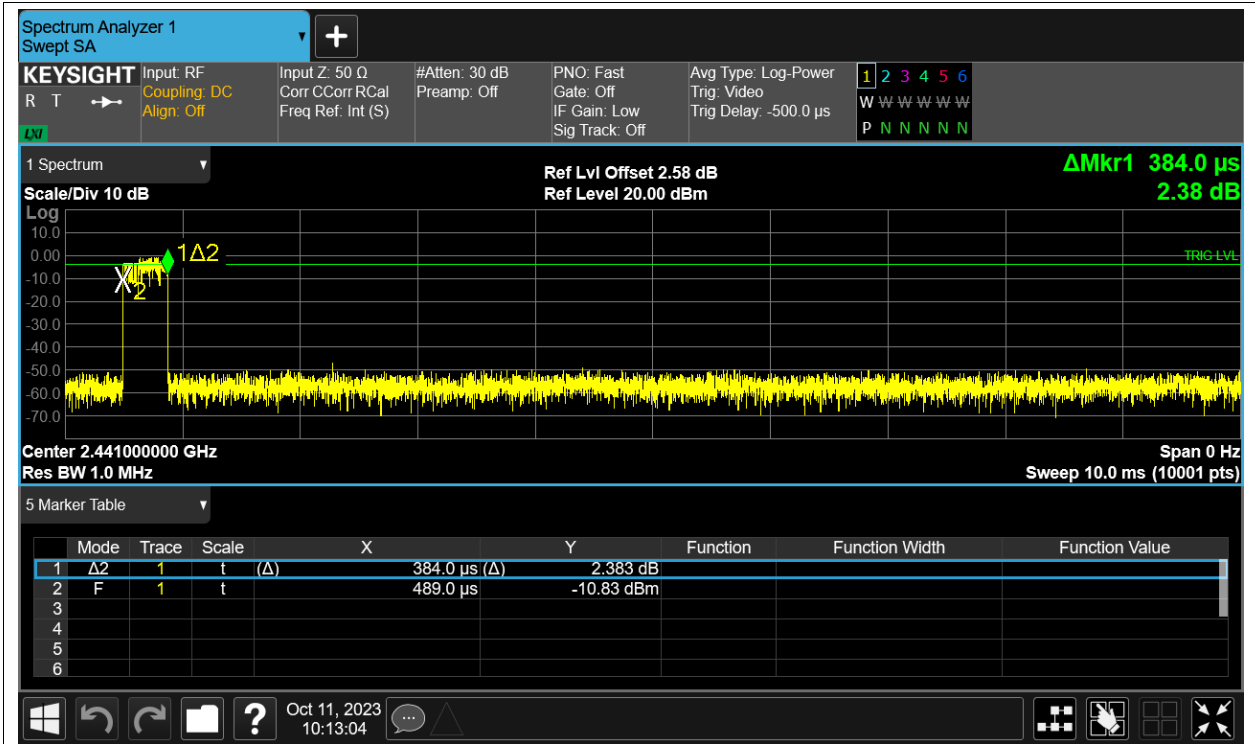 Spectrum Analyzer 1
Swept SA
+
KEYSIGHT Input: RF Input Z: 50 Ω #Atten: 30 dB PNO: Fast Avg Type: Log-Power 1 2 3 4 5 6
R T Coupling: DC Corr CCorr RCal Preamp: Off Gate: Off Trig: Video W W W W W W
Align: Off Freq Ref: Int (S) IF Gain: Low Trig Delay: -500.0 µs
LXI Sig Track: Off P N N N N N
1 Spectrum Ref Lvl Offset 2.58 dB ΔMkr1 384.0 µs
Scale/Div 10 dB Ref Level 20.00 dBm 2.38 dB
Log
10.0
0.00 1Δ2 TRIG LVL
-10.0 2
-20.0
-30.0
-40.0
-50.0
-60.0
-70.0
Center 2.441000000 GHz Span 0 Hz
Res BW 1.0 MHz Sweep 10.0 ms (10001 pts)
5 Marker Table
Mode Trace Scale X Y Function Function Width Function Value
1 Δ2 1 t (Δ) 384.0 µs (Δ) 2.383 dB
2 F 1 t 489.0 µs -10.83 dBm
3
4
5
6
? Oct 11, 2023
10:13:04